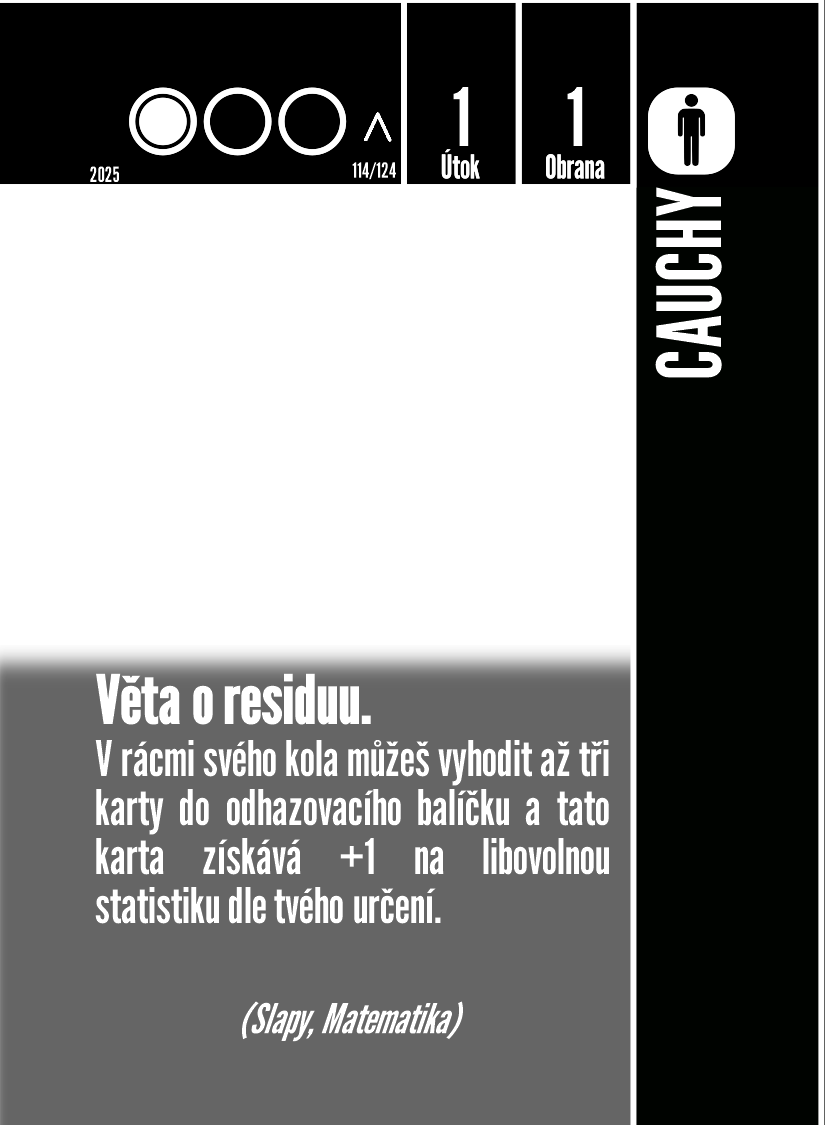 2025
114/124
1
Útok
1
Obrana
CAUCHY
Věta o residuu.
V rácmi svého kola můžeš vyhodit až tři
karty do odhazovacího balíčku a tato
karta získává +1 na libovolnou
statistiku dle tvého určení.
(Slapy, Matematika)